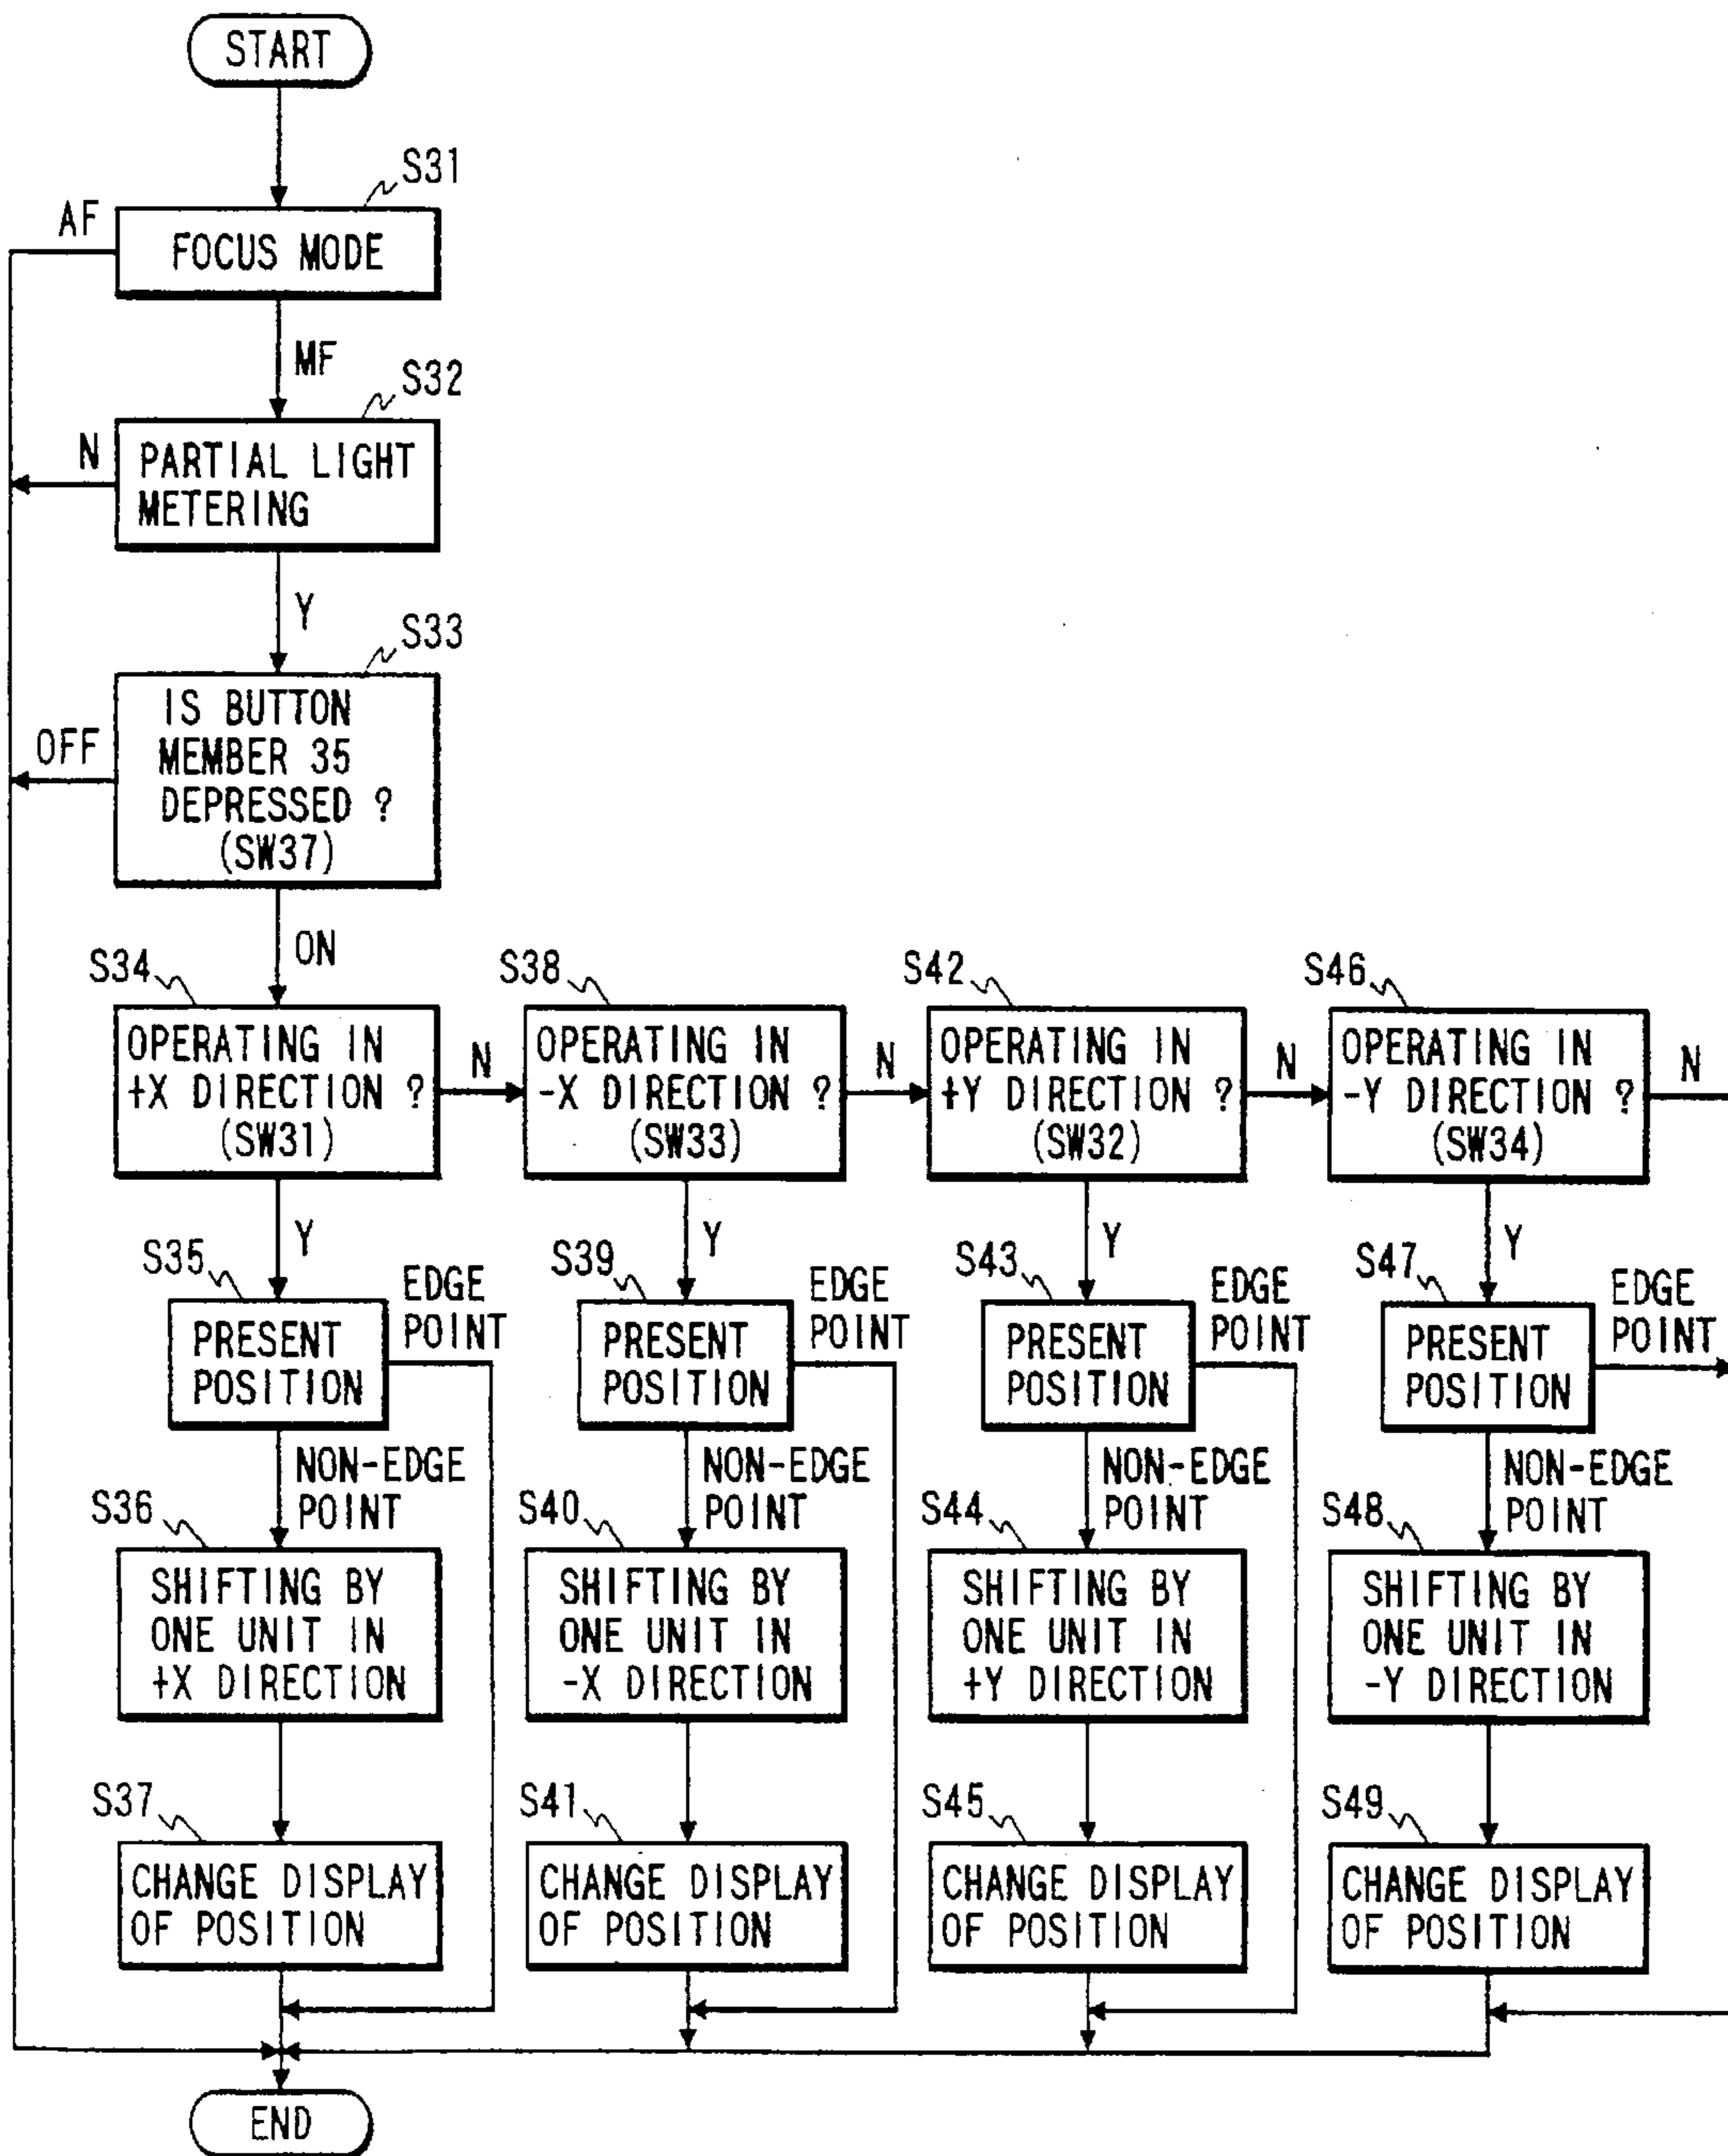 START
S31
AF
FOCUS MODE
MF
S32
N
PARTIAL LIGHT
METERING
Y
S33
IS BUTTON
MEMBER 35
DEPRESSED ?
(SW37)
OFF
ON
S34
OPERATING IN
+X DIRECTION ?
(SW31)
N
S38
OPERATING IN
-X DIRECTION ?
(SW33)
N
S42
OPERATING IN
+Y DIRECTION ?
(SW32)
N
S46
OPERATING IN
-Y DIRECTION ?
(SW34)
N
Y
S35
PRESENT
POSITION
EDGE
POINT
NON-EDGE
POINT
S36
SHIFTING BY
ONE UNIT IN
+X DIRECTION
S37
CHANGE DISPLAY
OF POSITION
Y
S39
PRESENT
POSITION
EDGE
POINT
NON-EDGE
POINT
S40
SHIFTING BY
ONE UNIT IN
-X DIRECTION
S41
CHANGE DISPLAY
OF POSITION
Y
S43
PRESENT
POSITION
EDGE
POINT
NON-EDGE
POINT
S44
SHIFTING BY
ONE UNIT IN
+Y DIRECTION
S45
CHANGE DISPLAY
OF POSITION
Y
S47
PRESENT
POSITION
EDGE
POINT
NON-EDGE
POINT
S48
SHIFTING BY
ONE UNIT IN
-Y DIRECTION
S49
CHANGE DISPLAY
OF POSITION
END